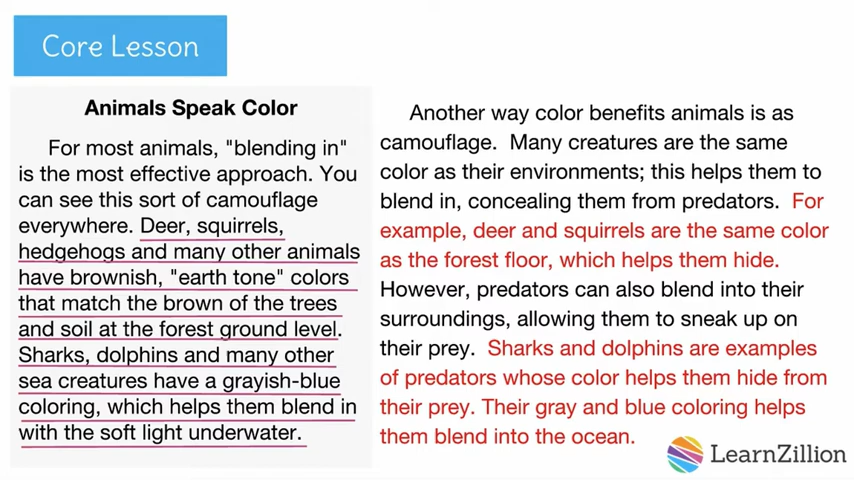 Core Lesson
Animals Speak Color
For most animals, "blending in"
is the most effective approach. You
can see this sort of camouflage
everywhere. Deer, squirrels,
hedgehogs and many other animals
have brownish, "earth tone" colors
that match the brown of the trees
and soil at the forest ground level.
Sharks, dolphins and many other
sea creatures have a grayish-blue
coloring, which helps them blend in
with the soft light underwater.
Another way color benefits animals is as
camouflage. Many creatures are the same
color as their environments; this helps them to
blend in, concealing them from predators. For
example, deer and squirrels are the same color
as the forest floor, which helps them hide.
However, predators can also blend into their
surroundings, allowing them to sneak up on
their prey. Sharks and dolphins are examples
of predators whose color helps them hide from
their prey. Their gray and blue coloring helps
them blend into the ocean.
LearnZillion